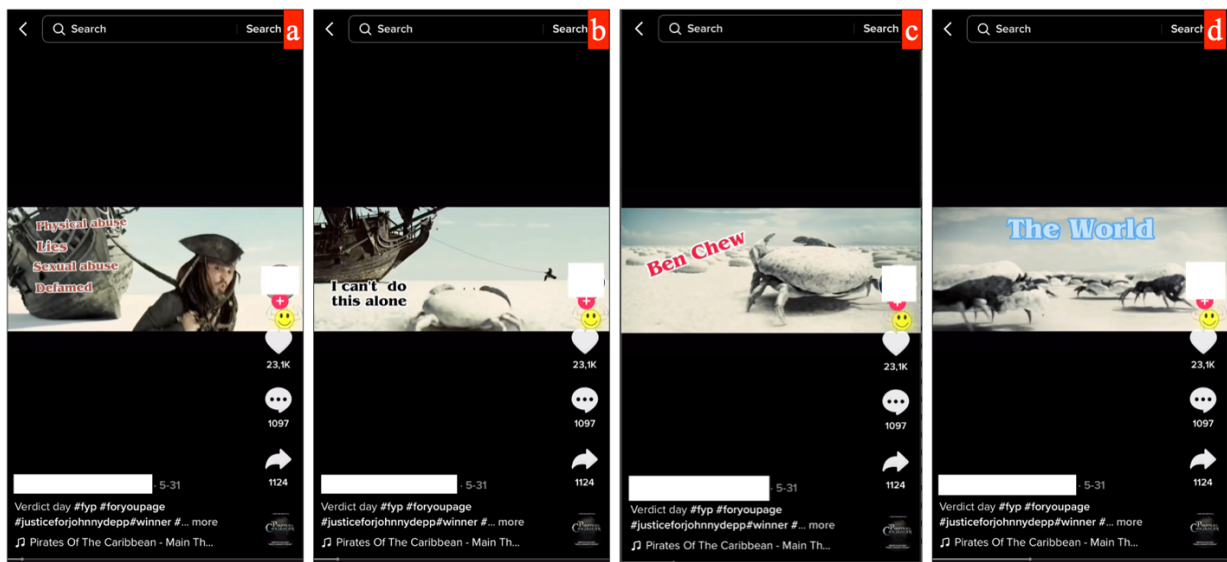 Search
Search
a
Physical abuse
Lies
Sexual abuse
Defamed
23,1K
1097
1124
· 5-31
Verdict day #fyp #foryoupage
#justiceforjohnnydepp#winner #... more
Pirates Of The Caribbean - Main Th...
Search
Search
b
I can't do
this alone
23,1K
1097
1124
· 5-31
Verdict day #fyp #foryoupage
#justiceforjohnnydepp#winner #... more
Pirates Of The Caribbean - Main Th...
Search
Search
c
Ben Chew
23,1K
1097
1124
· 5-31
Verdict day #fyp #foryoupage
#justiceforjohnnydepp#winner #... more
Pirates Of The Caribbean - Main Th...
Search
Search
d
The World
23,1K
1097
1124
· 5-31
Verdict day #fyp #foryoupage
#justiceforjohnnydepp#winner #... more
Pirates Of The Caribbean - Main Th...